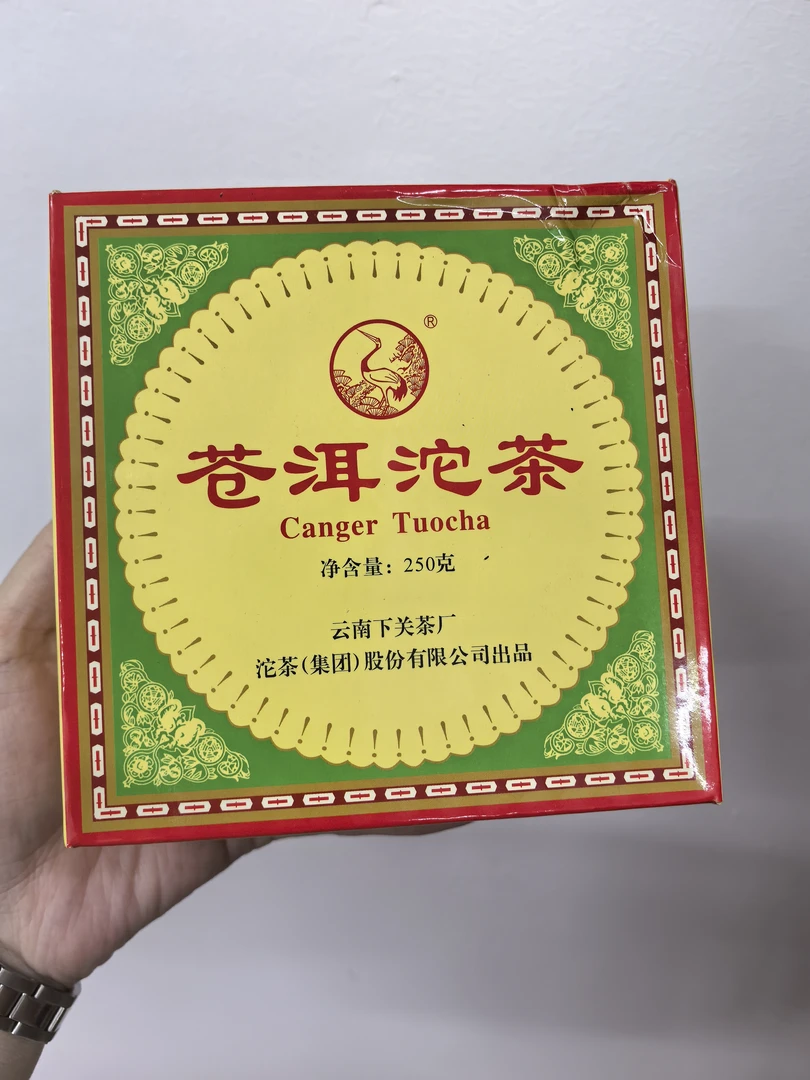 ®
苍洱沱茶
Canger Tuocha
净含量：250克
云南下关茶厂
沱茶(集团)股份有限公司出品